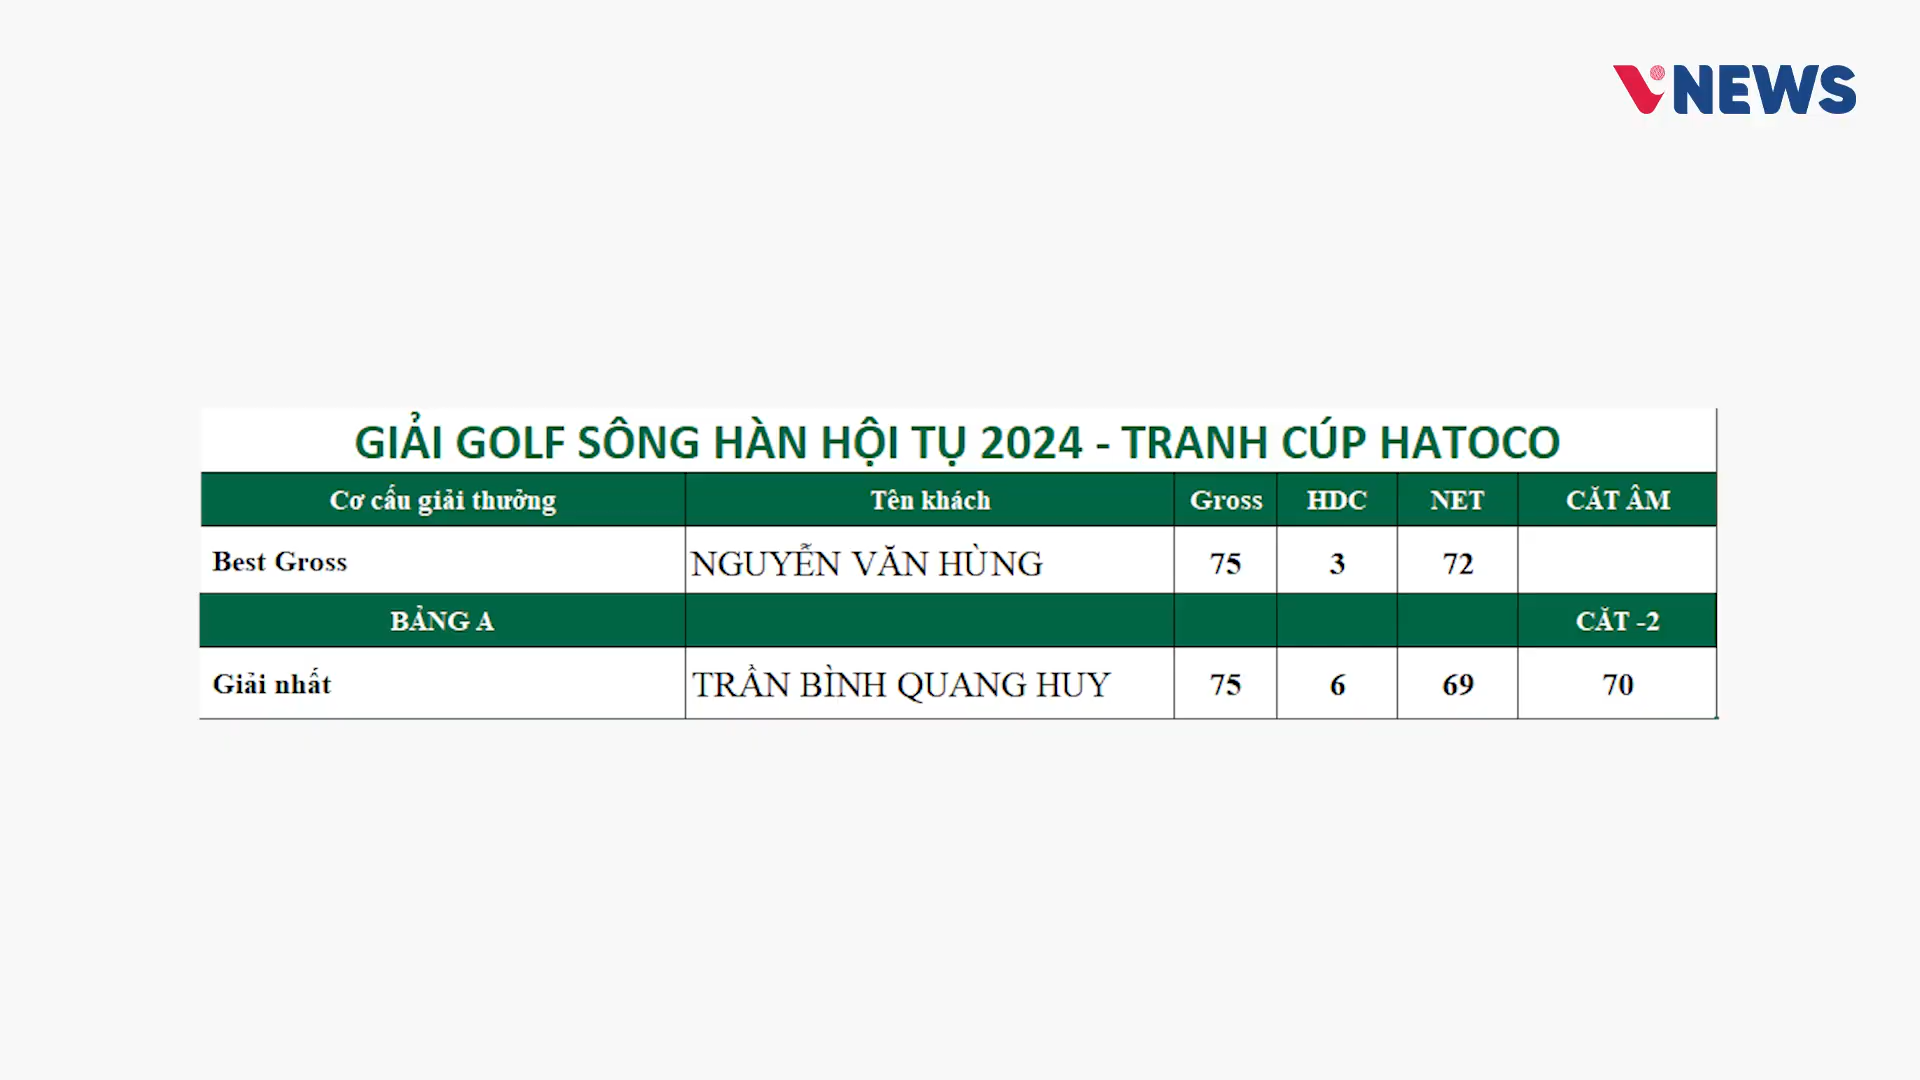 VNEWS
GIẢI GOLF SÔNG HÀN HỘI TỤ 2024 - TRANH CÚP HATOCO
Cơ cấu giải thưởng Tên khách Gross HDC NET CĂT ÂM
Best Gross NGUYỄN VĂN HÙNG 75 3 72
BẢNG A CĂT -2
Giải nhất TRẦN BÌNH QUANG HUY 75 6 69 70